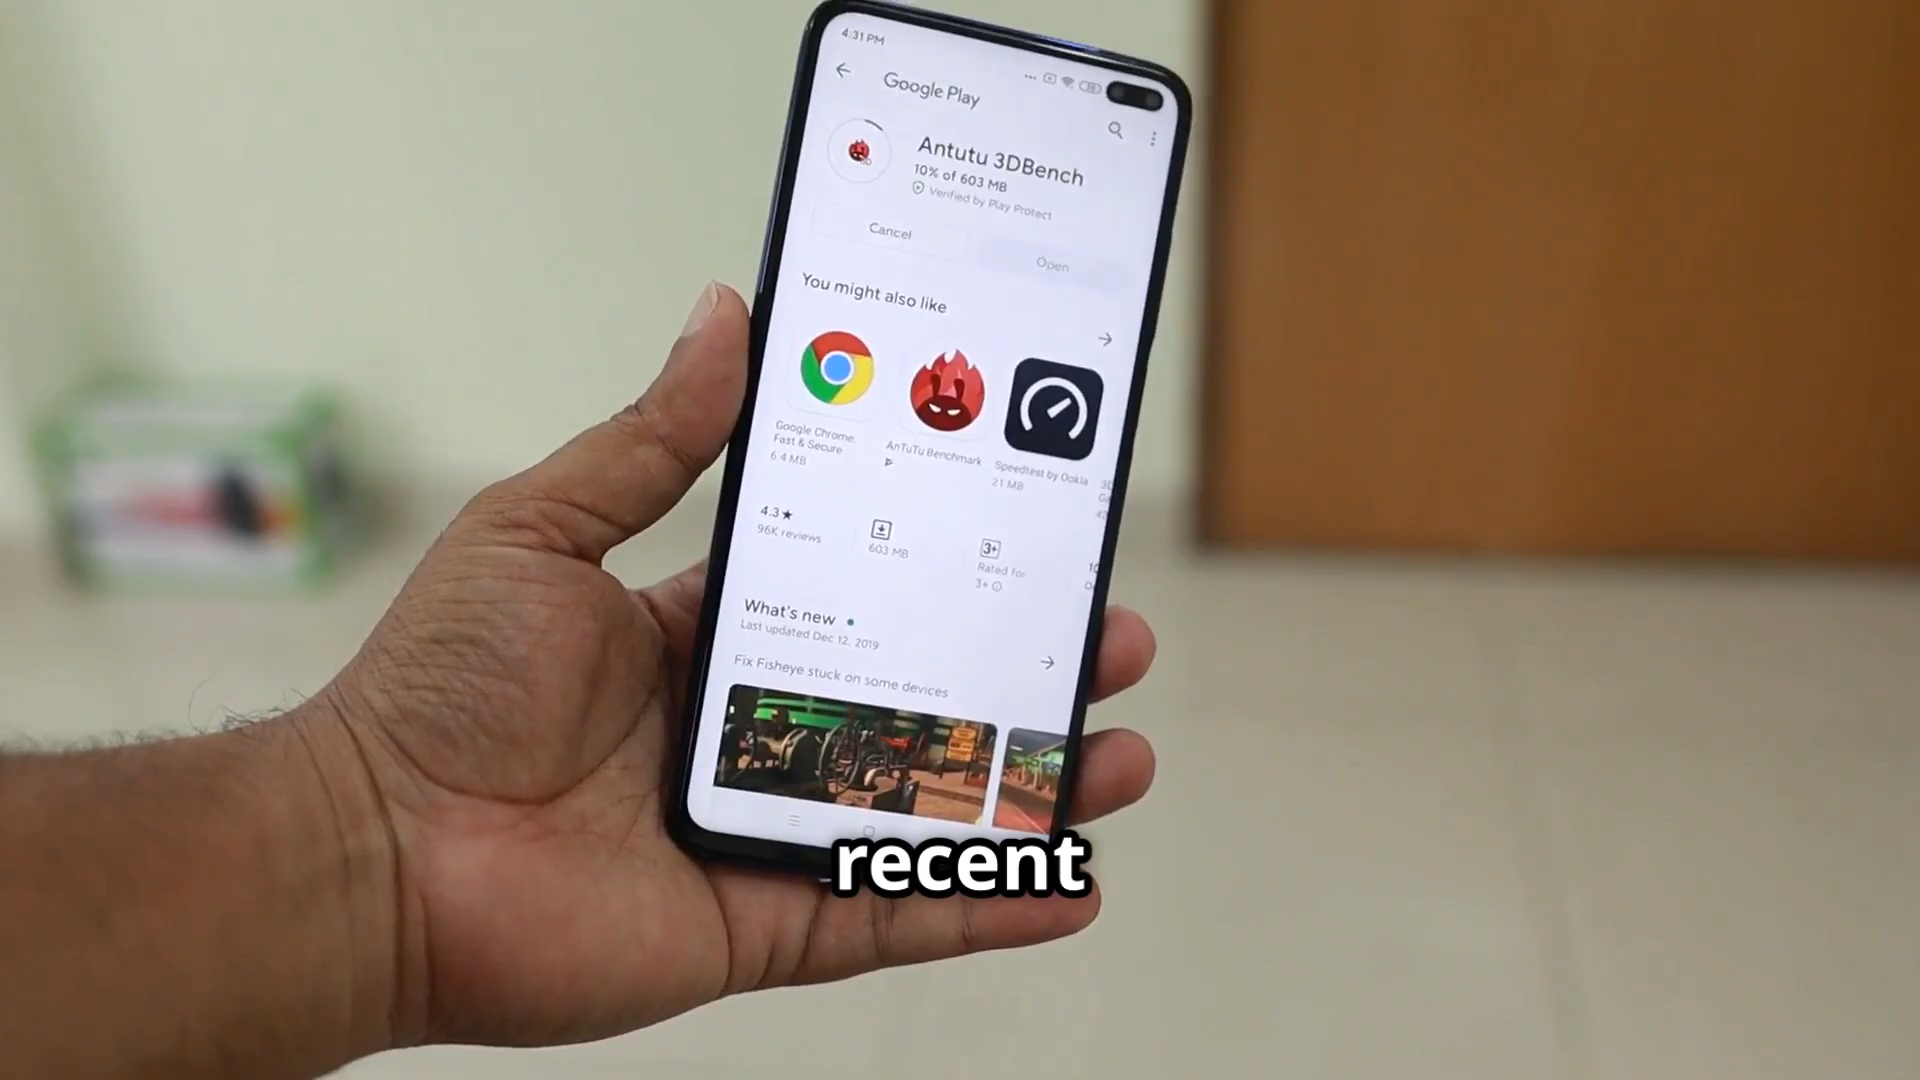 4:31 PM
Google Play
Antutu 3DBench
10% of 603 MB
Verified by Play Protect
Cancel
Open
You might also like
Google Chrome:
Fast & Secure
6.4 MB
AnTuTu Benchmark
Speedtest by Ookla
21 MB
4.3★
96K reviews
603 MB
3+
Rated for
3+
What's new
Last updated Dec 12, 2019
Fix Fisheye stuck on some devices
recent